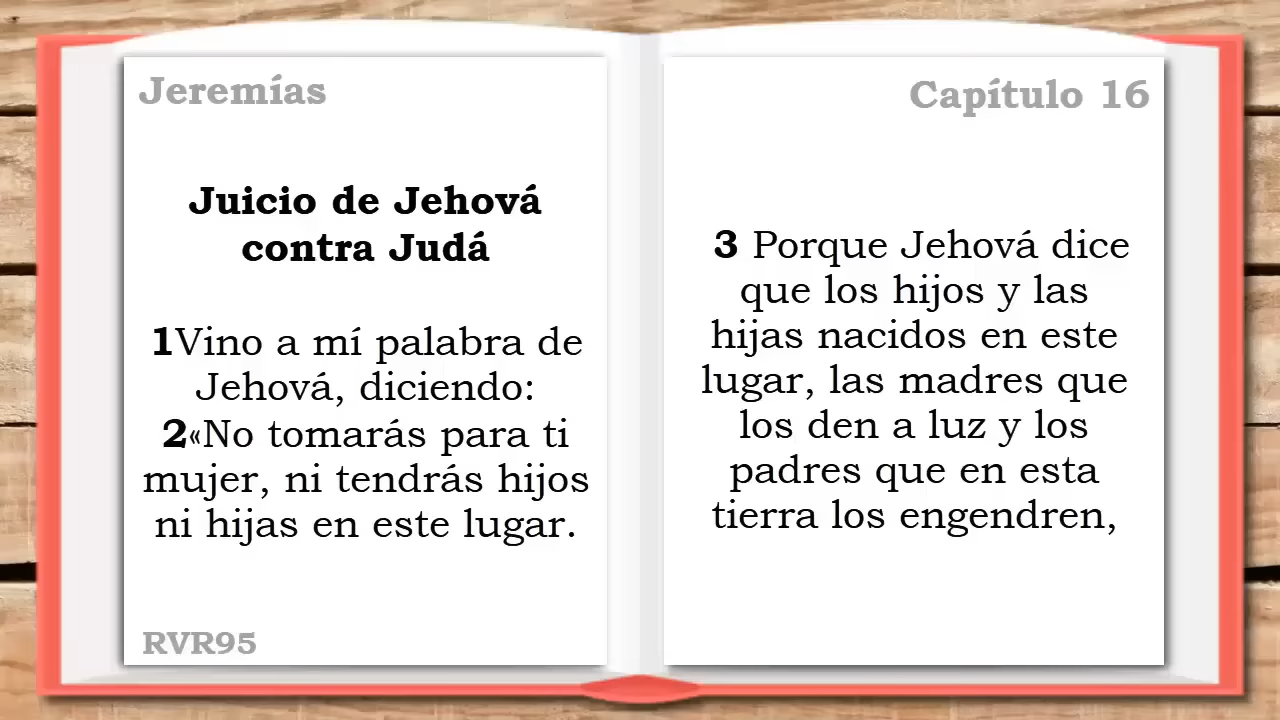 Jeremías
Juicio de Jehová
contra Judá
1Vino a mí palabra de
Jehová, diciendo:
2«No tomarás para ti
mujer, ni tendrás hijos
ni hijas en este lugar.
RVR95
Capítulo 16
3 Porque Jehová dice
que los hijos y las
hijas nacidos en este
lugar, las madres que
los den a luz y los
padres que en esta
tierra los engendren,